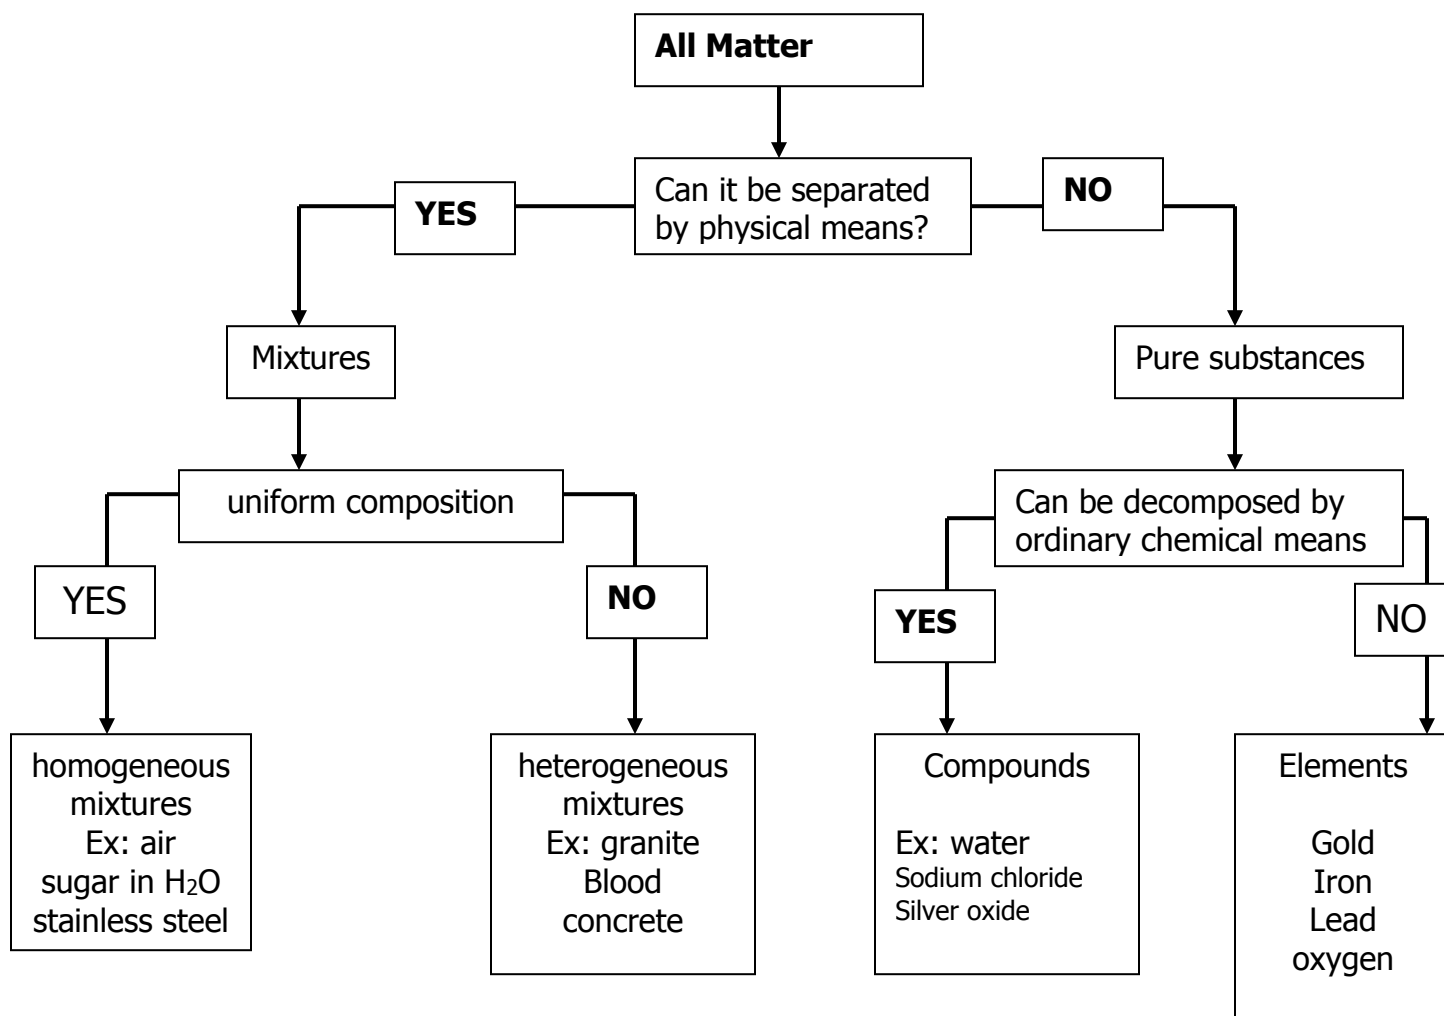 All Matter
Can it be separated
by physical means?
YES
NO
Mixtures
Pure substances
uniform composition
Can be decomposed by
ordinary chemical means
YES
NO
YES
NO
homogeneous
mixtures
Ex: air
sugar in H₂O
stainless steel
heterogeneous
mixtures
Ex: granite
Blood
concrete
Compounds
Ex: water
Sodium chloride
Silver oxide
Elements
Gold
Iron
Lead
oxygen